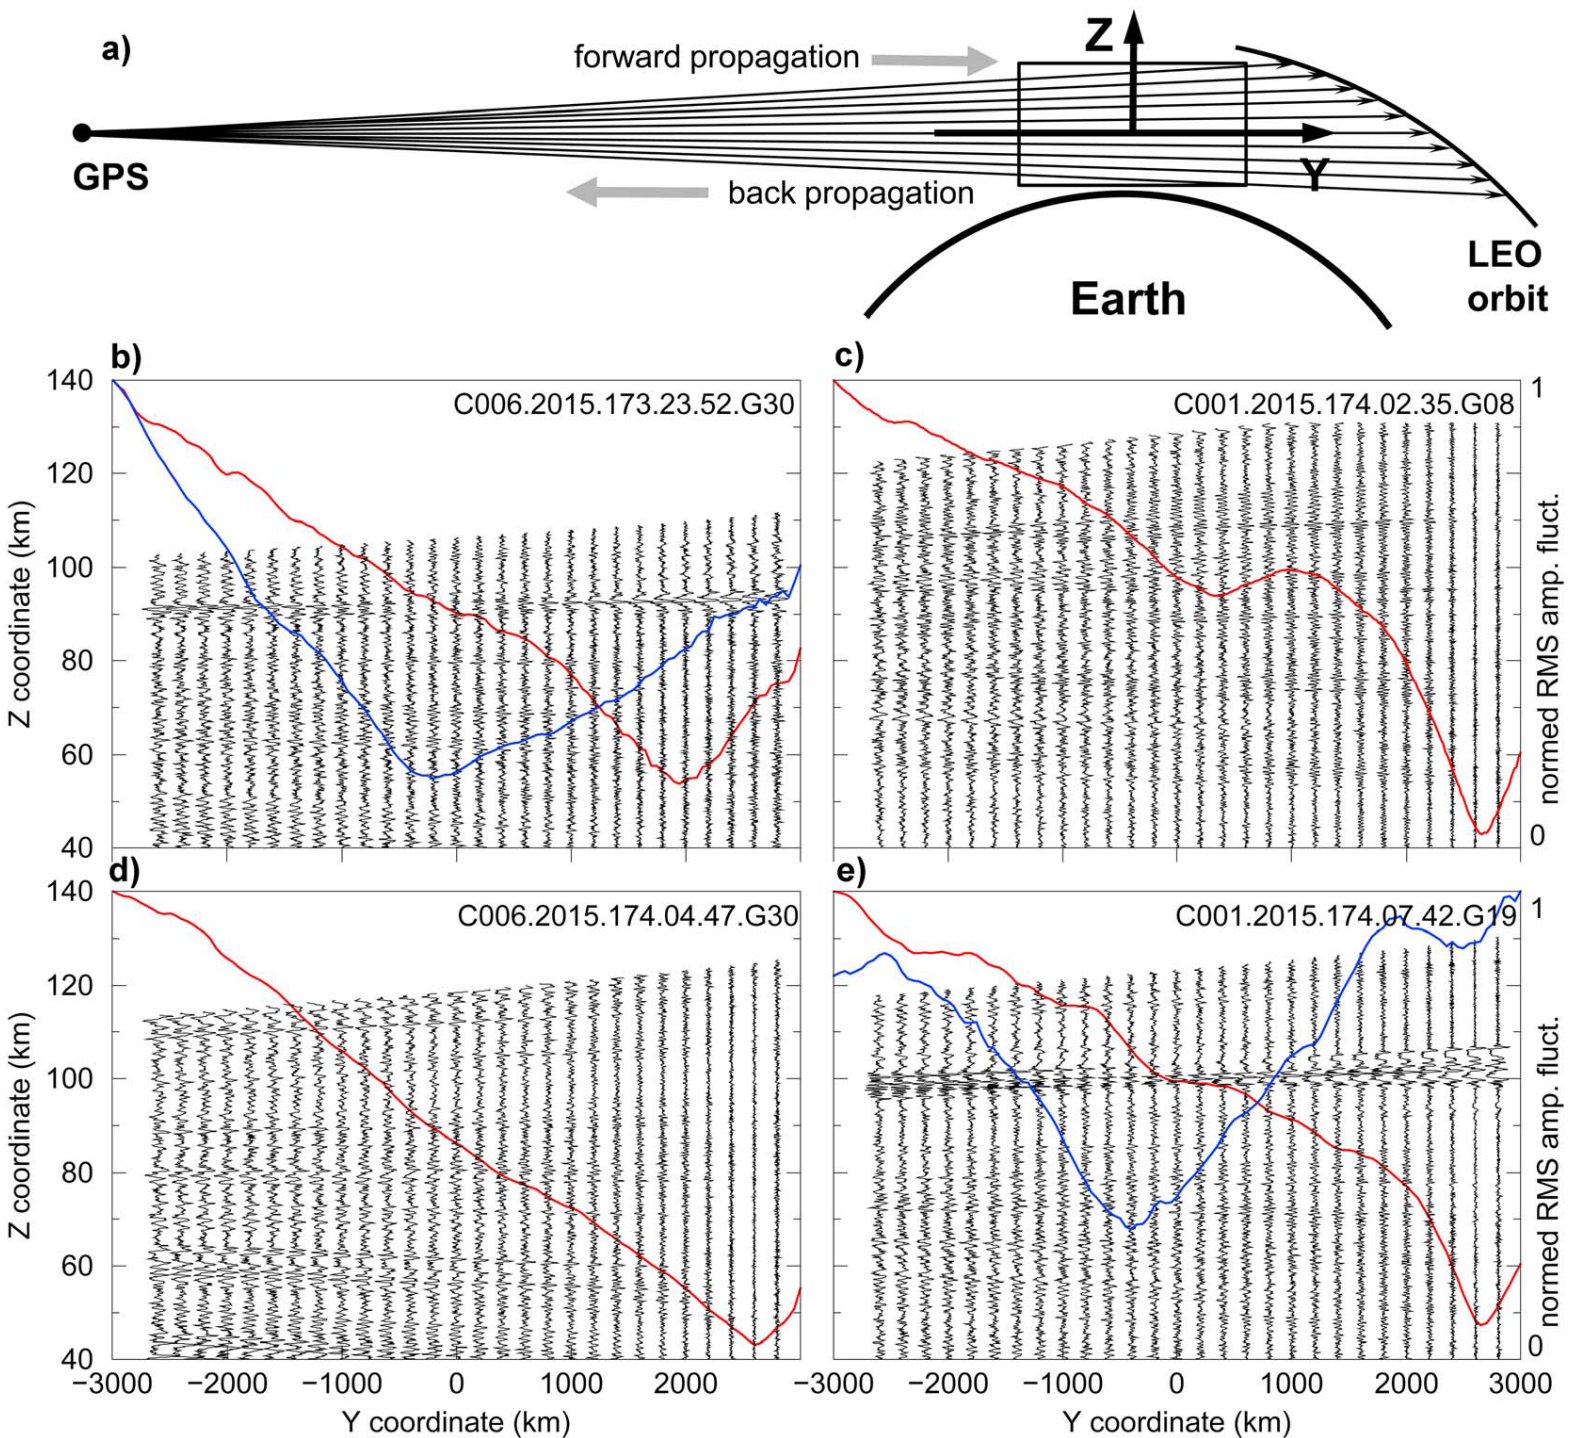 a)
forward propagation
Z
GPS
Y
back propagation
LEO
orbit
Earth
b)
c)
140
C006.2015.173.23.52.G30
C001.2015.174.02.35.G08
1
120
100
80
60
40
Z coordinate (km)
normed RMS amp. fluct.
0
d)
e)
140
C006.2015.174.04.47.G30
C001.2015.174.07.42.G19
1
120
100
80
60
40
Z coordinate (km)
normed RMS amp. fluct.
0
−3000 −2000 −1000 0 1000 2000 −3000 −2000 −1000 0 1000 2000 3000
Y coordinate (km)
Y coordinate (km)